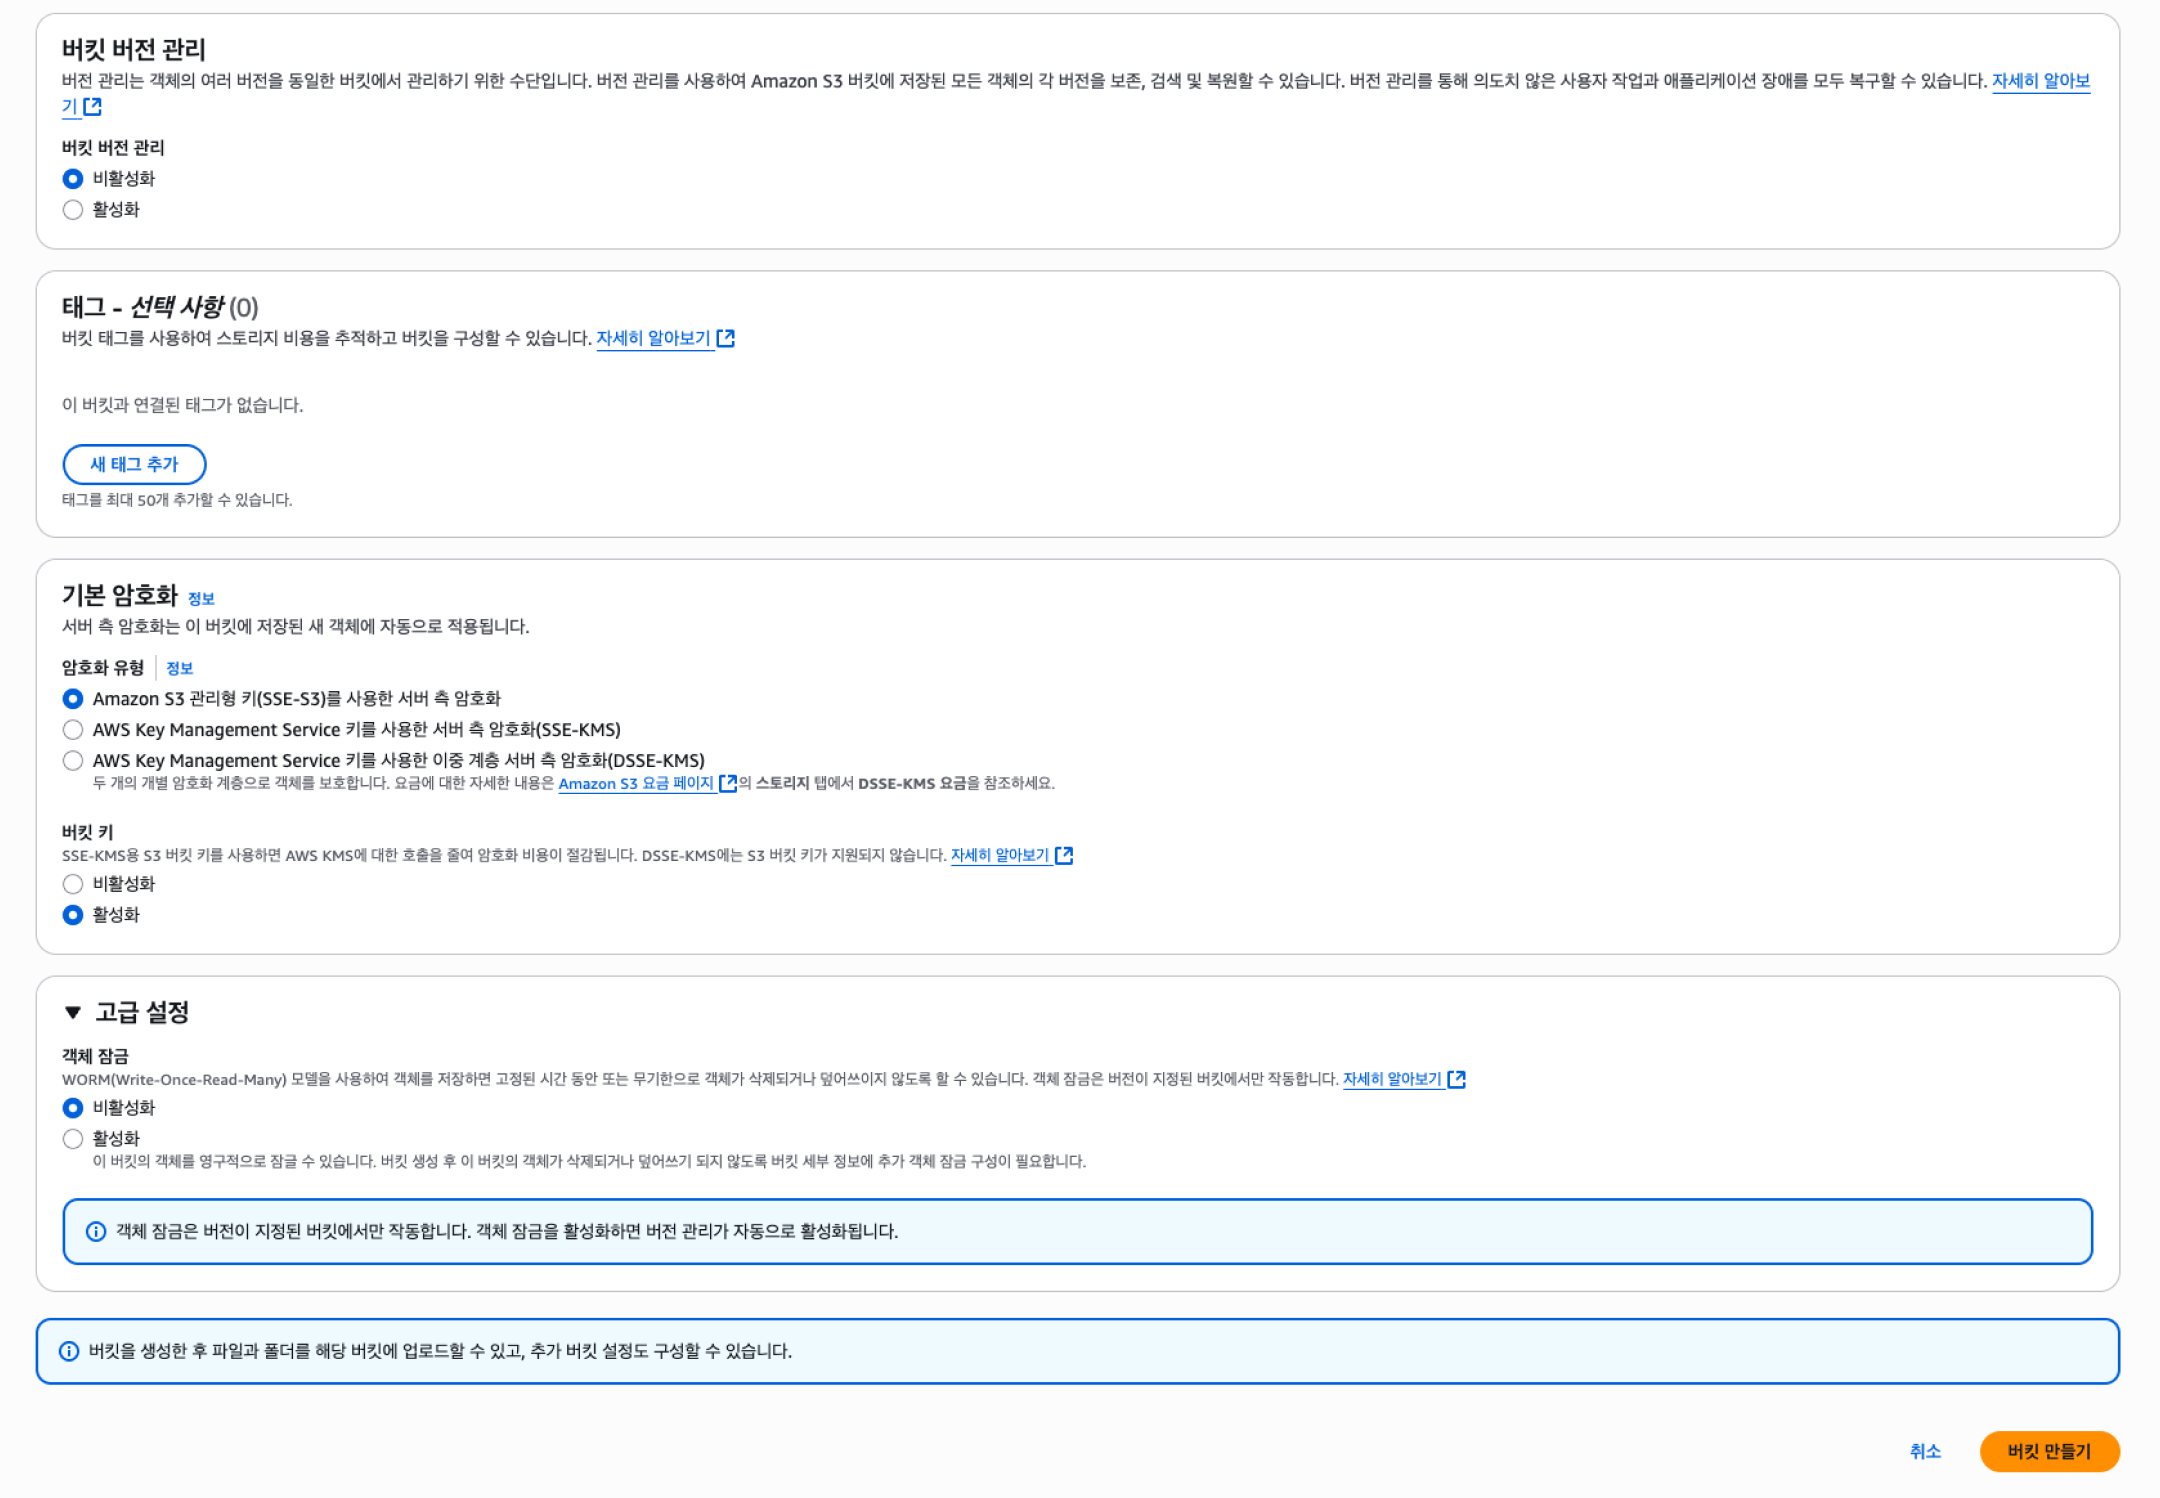 버킷 버전 관리
버전 관리는 객체의 여러 버전을 동일한 버킷에서 관리하기 위한 수단입니다. 버전 관리를 사용하여 Amazon S3 버킷에 저장된 모든 객체의 각 버전을 보존, 검색 및 복원할 수 있습니다. 버전 관리를 통해 의도치 않은 사용자 작업과 애플리케이션 장애를 모두 복구할 수 있습니다. 자세히 알아보
기
버킷 버전 관리
비활성화
활성화
태그 - 선택 사항 (0)
버킷 태그를 사용하여 스토리지 비용을 추적하고 버킷을 구성할 수 있습니다. 자세히 알아보기
이 버킷과 연결된 태그가 없습니다.
새 태그 추가
태그를 최대 50개 추가할 수 있습니다.
기본 암호화 정보
서버 측 암호화는 이 버킷에 저장된 새 객체에 자동으로 적용됩니다.
암호화 유형 정보
Amazon S3 관리형 키(SSE-S3)를 사용한 서버 측 암호화
AWS Key Management Service 키를 사용한 서버 측 암호화(SSE-KMS)
AWS Key Management Service 키를 사용한 이중 계층 서버 측 암호화(DSSE-KMS)
두 개의 개별 암호화 계층으로 객체를 보호합니다. 요금에 대한 자세한 내용은 Amazon S3 요금 페이지의 스토리지 탭에서 DSSE-KMS 요금을 참조하세요.
버킷 키
SSE-KMS용 S3 버킷 키를 사용하면 AWS KMS에 대한 호출을 줄여 암호화 비용이 절감됩니다. DSSE-KMS에는 S3 버킷 키가 지원되지 않습니다. 자세히 알아보기
비활성화
활성화
고급 설정
객체 잠금
WORM(Write-Once-Read-Many) 모델을 사용하여 객체를 저장하면 고정된 시간 동안 또는 무기한으로 객체가 삭제되거나 덮어쓰이지 않도록 할 수 있습니다. 객체 잠금은 버전이 지정된 버킷에서만 작동합니다. 자세히 알아보기
비활성화
활성화
이 버킷의 객체를 영구적으로 잠글 수 있습니다. 버킷 생성 후 이 버킷의 객체가 삭제되거나 덮어쓰기 되지 않도록 버킷 세부 정보에 추가 객체 잠금 구성이 필요합니다.
객체 잠금은 버전이 지정된 버킷에서만 작동합니다. 객체 잠금을 활성화하면 버전 관리가 자동으로 활성화됩니다.
버킷을 생성한 후 파일과 폴더를 해당 버킷에 업로드할 수 있고, 추가 버킷 설정도 구성할 수 있습니다.
취소
버킷 만들기